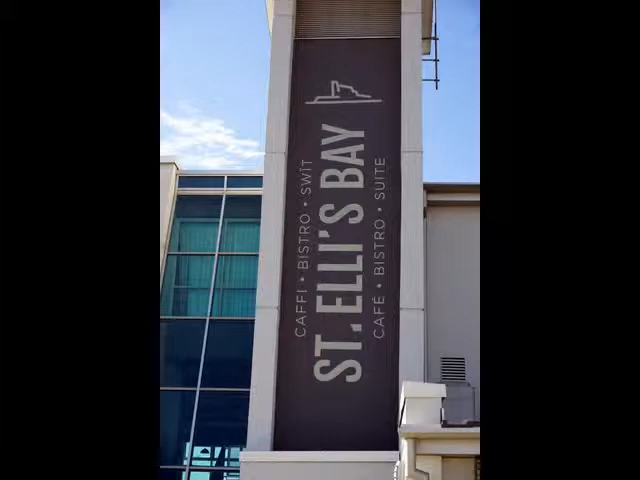 CAFFI • BISTRO • SWÎT
ST. ELLI'S BAY
CAFÉ • BISTRO • SUITE